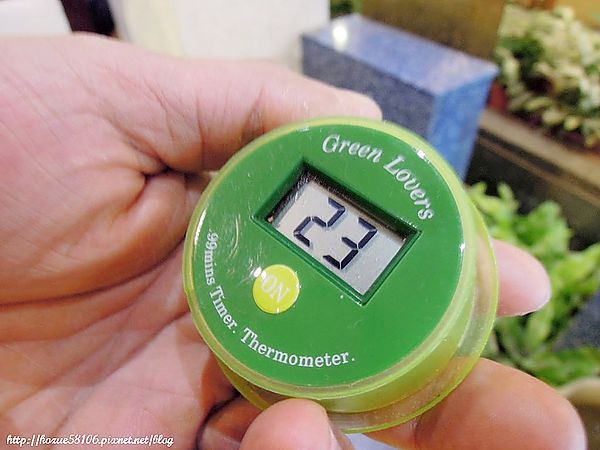 Green Lovers
23
ON
99mins Timer. Thermometer.
http://kozue58106.pixnet.net/blog